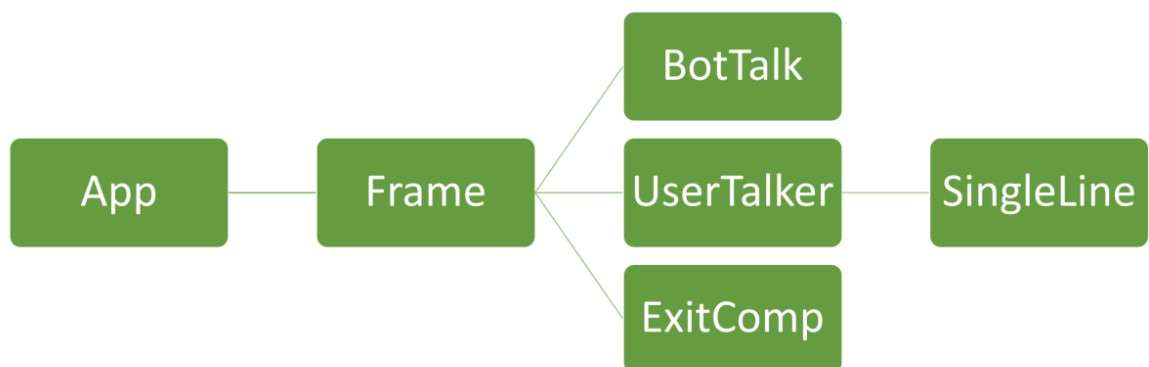 App
Frame
BotTalk
UserTalker
SingleLine
ExitComp